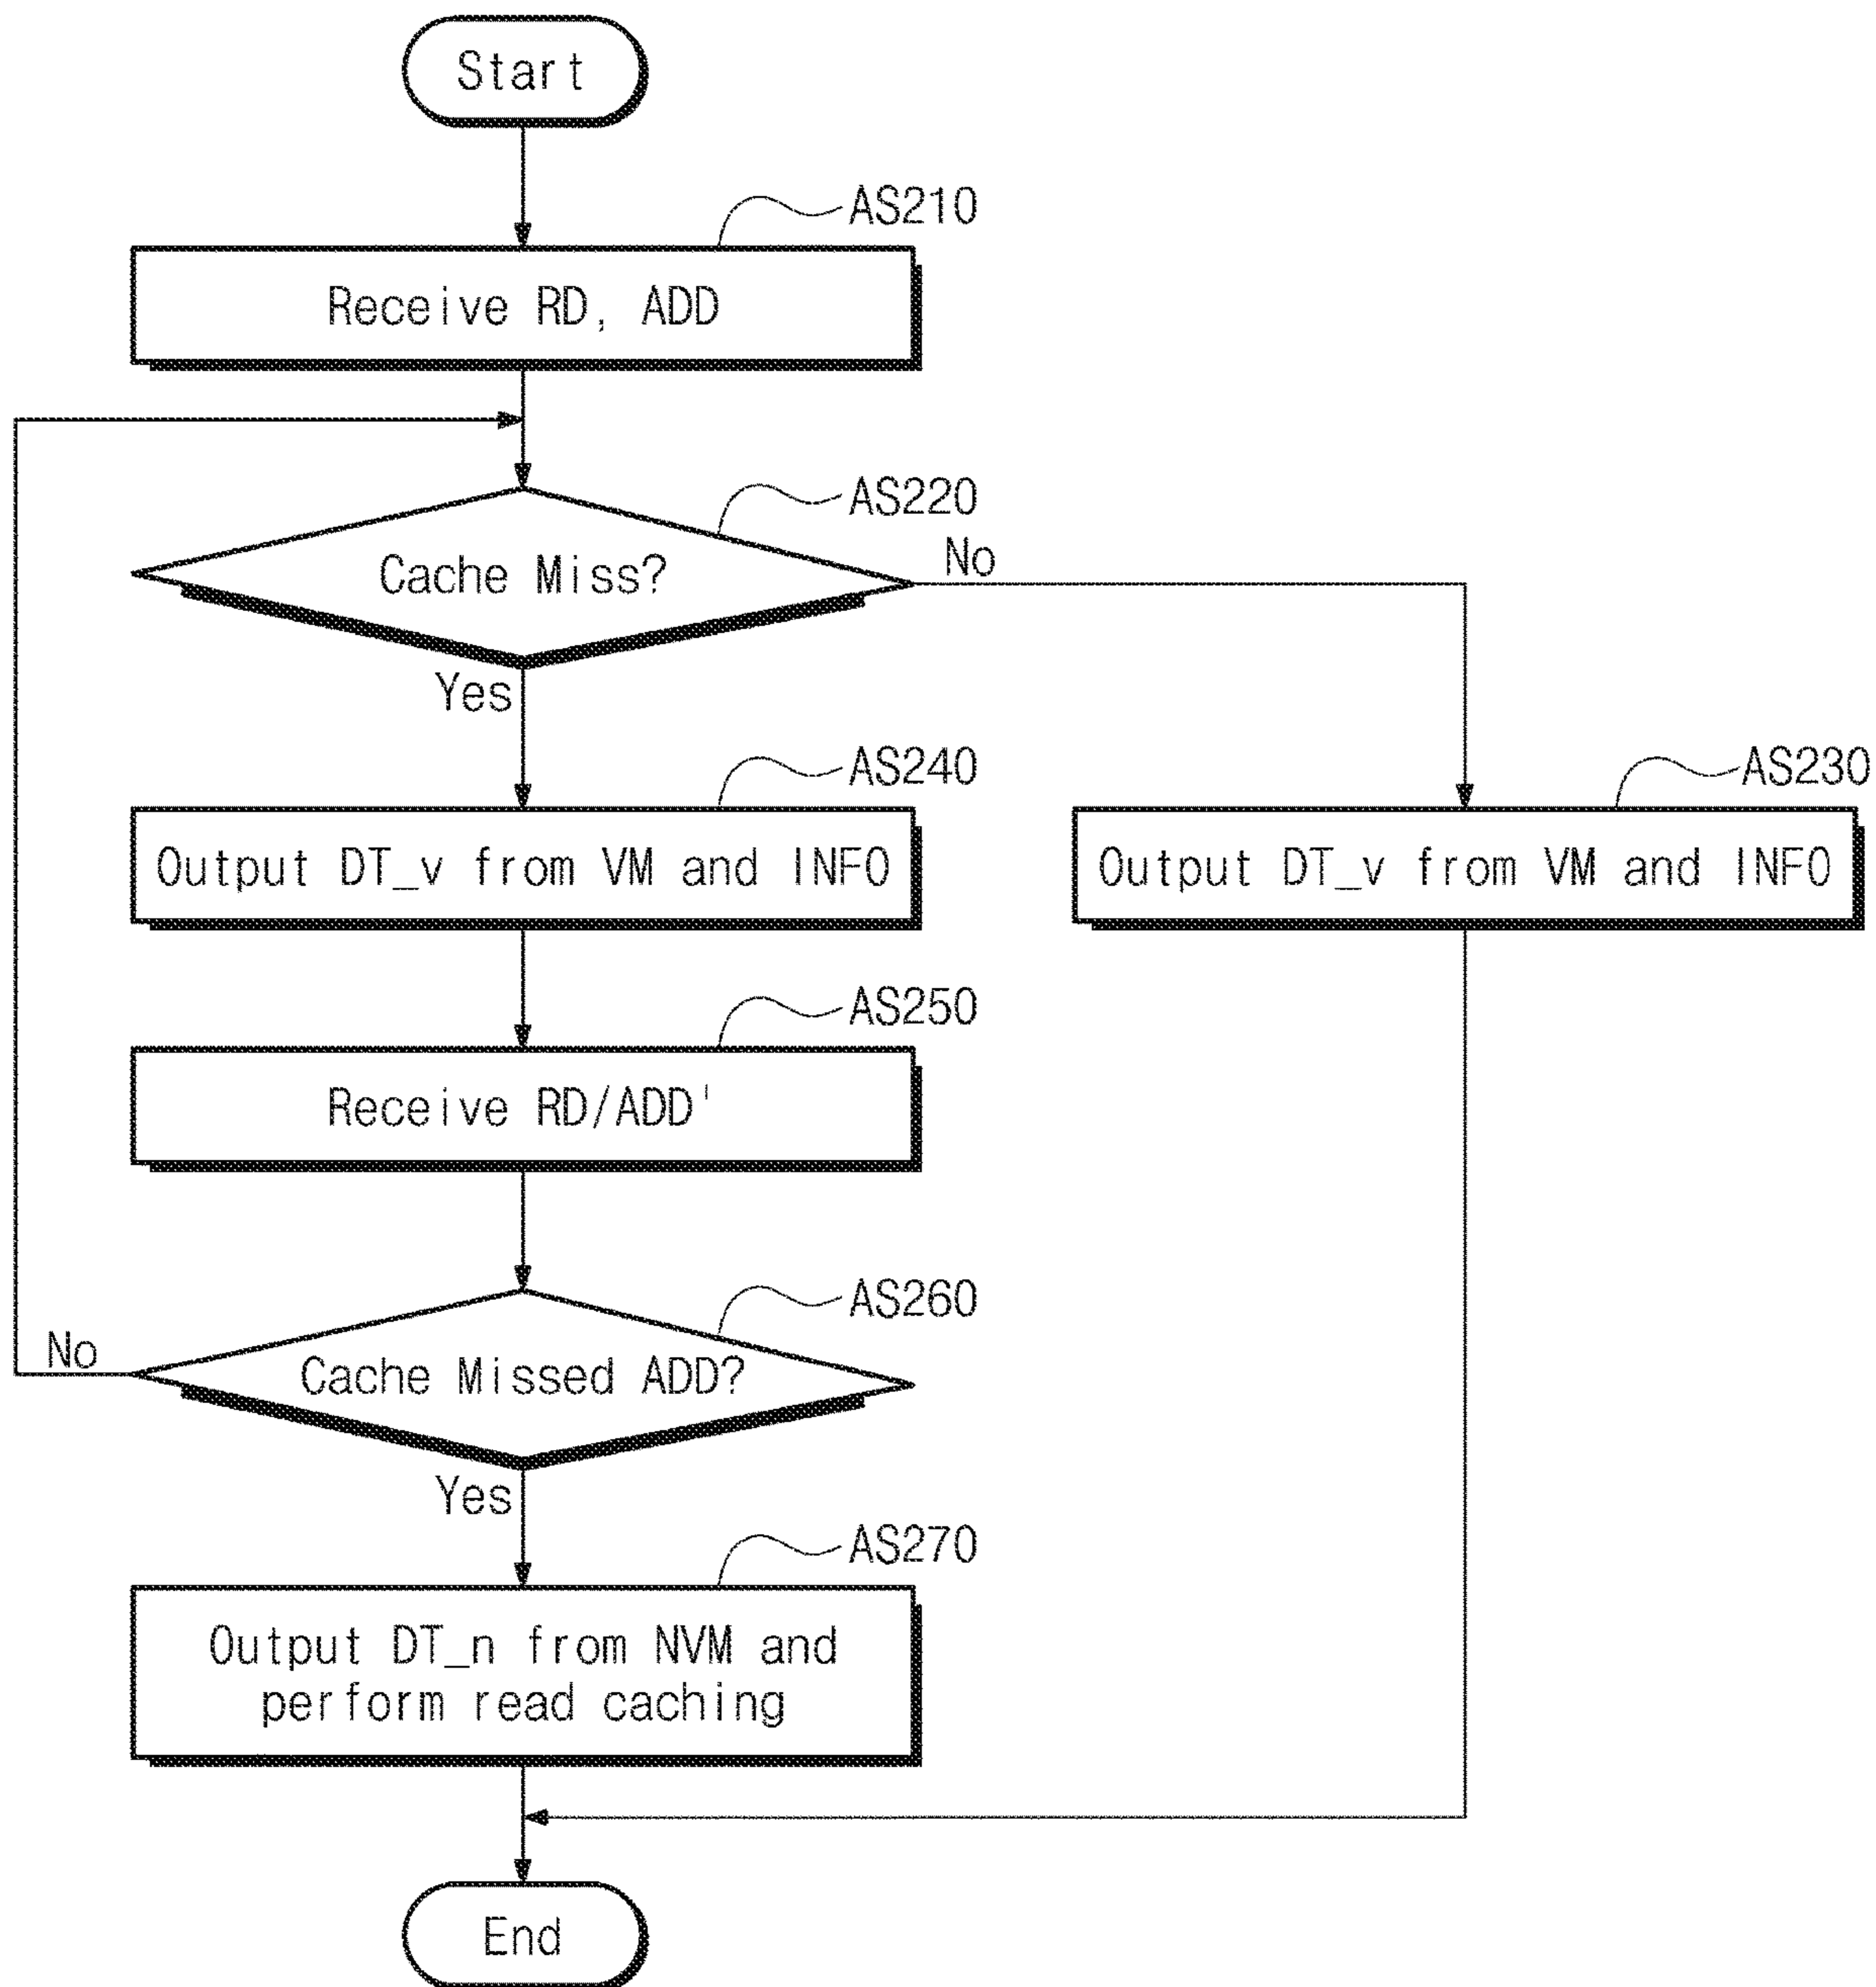 Start
AS210
Receive RD, ADD
AS220
Cache Miss?
No
Yes
AS240
AS230
Output DT_v from VM and INFO
Output DT_v from VM and INFO
AS250
Receive RD/ADD'
AS260
No
Cache Missed ADD?
Yes
AS270
Output DT_n from NVM and
perform read caching
End